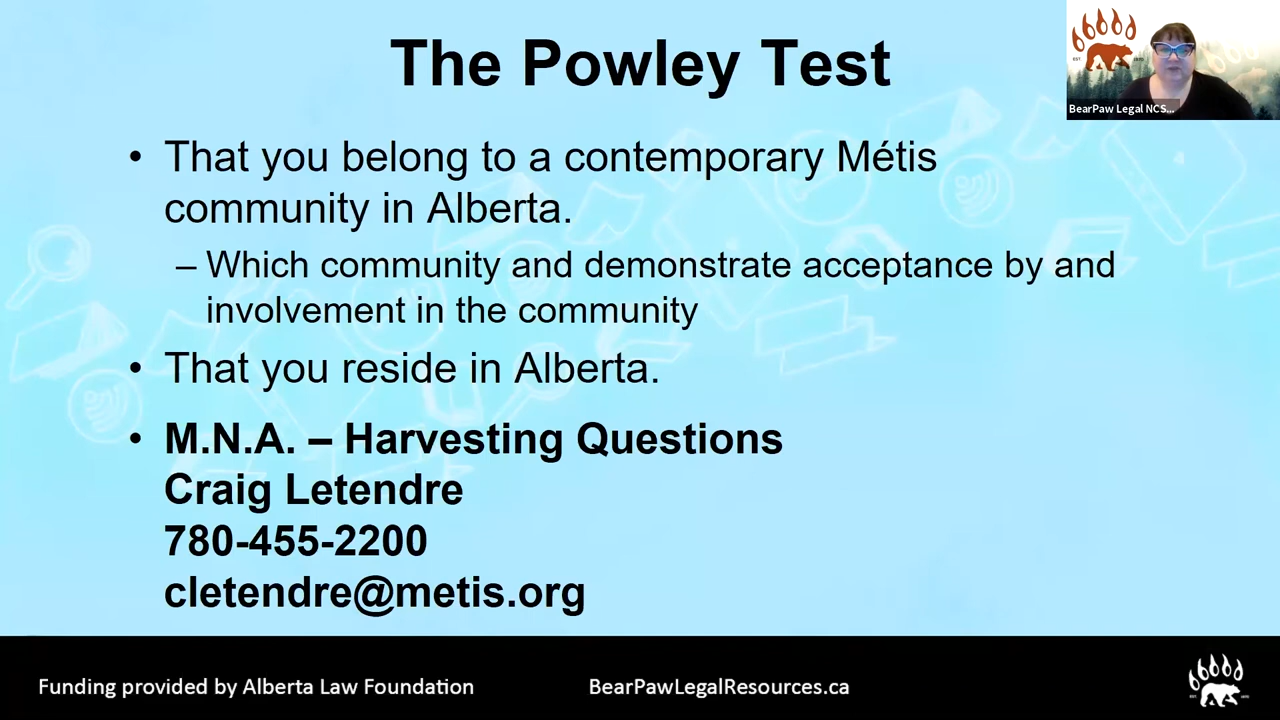 The Powley Test
BearPaw Legal NCS...
• That you belong to a contemporary Métis
community in Alberta.
– Which community and demonstrate acceptance by and
involvement in the community
• That you reside in Alberta.
• M.N.A. – Harvesting Questions
Craig Letendre
780-455-2200
cletendre@metis.org
Funding provided by Alberta Law Foundation
BearPawLegalResources.ca